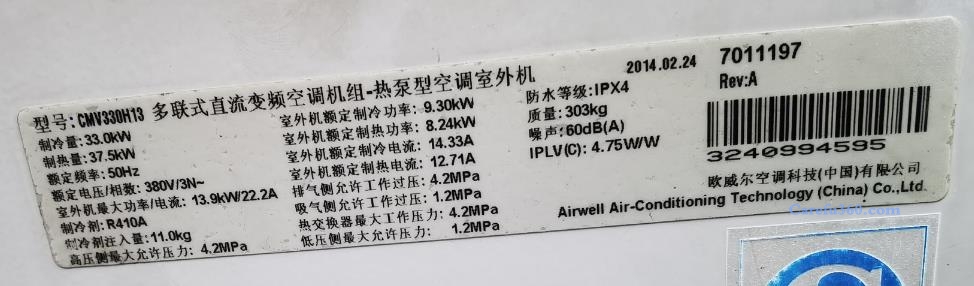 型号: CMV330H13 多联式直流变频空调机组-热泵型空调室外机
制冷量: 33.0kW
制热量: 37.5kW
额定频率: 50Hz
额定电压/相数: 380V/3N~
室外机最大功率/电流: 13.9kW/22.2A
制冷剂: R410A
制冷剂注入量: 11.0kg
高压侧最大允许压力: 4.2MPa
室外机额定制冷功率: 9.30kW
室外机额定制热功率: 8.24kW
室外机额定制冷电流: 14.33A
室外机额定制热电流: 12.71A
排气侧允许工作过压: 4.2MPa
吸气侧允许工作过压: 1.2MPa
热交换器最大工作压力: 4.2MPa
低压侧最大允许压力: 1.2MPa
防水等级: IPX4
质量: 303kg
噪声: 60dB(A)
IPLV(C): 4.75W/W
2014.02.24
7011197
Rev:A
3240994595
欧威尔空调科技(中国)有限公司
Airwell Air-Conditioning Technology (China) Co.,Ltd.